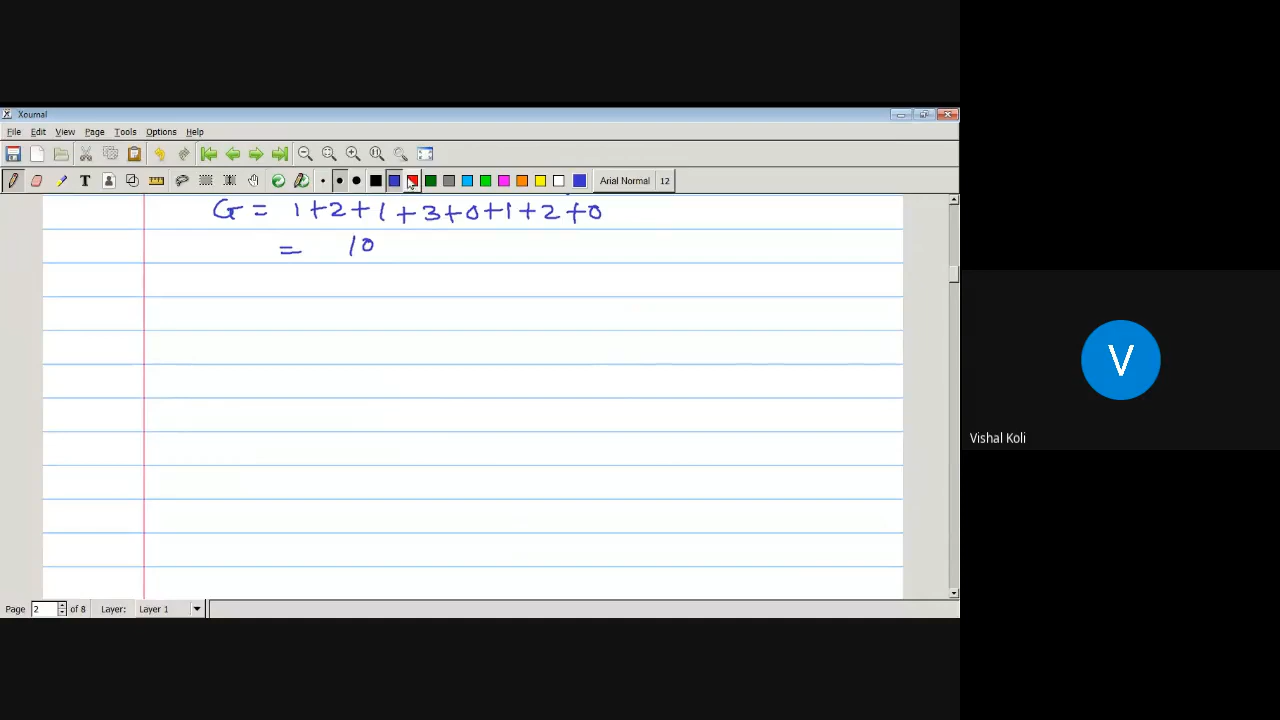 Xournal
File Edit View Page Tools Options Help
T Arial Normal 12
G = 1+2+1+3+0+1+2+0
= 10
V
Vishal Koli
Page 2 of 8 Layer: Layer 1